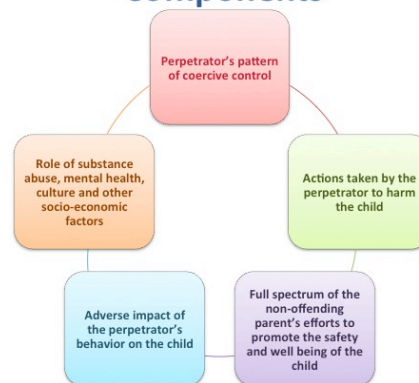 Components
Perpetrator's pattern
of coercive control
Actions taken by the
perpetrator to harm
the child
Full spectrum of the
non-offending
parent's efforts to
promote the safety
and well being of the
child
Adverse impact of
the perpetrator's
behavior on the child
Role of substance
abuse, mental health,
culture and other
socio-economic
factors